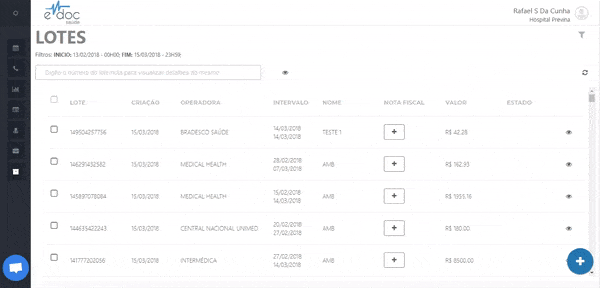 e doc
saúde
Rafael S Da Cunha
Hospital Previna
LOTES
Filtros: INICIO: 13/02/2018 - 00H00; FIM: 15/03/2018 - 23H59;
Digite o número do lote/nota para visualizar detalhes do mesmo
LOTE CRIAÇÃO OPERADORA INTERVALO NOME NOTA FISCAL VALOR ESTADO
149504257756 15/03/2018 BRADESCO SAÚDE 14/03/2018 14/03/2018 TESTE 1 + R$ 42.28
146291432562 15/03/2018 MEDICAL HEALTH 28/02/2018 07/03/2018 AMB + R$ 162.93
145897078084 15/03/2018 MEDICAL HEALTH 15/02/2018 14/03/2018 AMB + R$ 1355.16
144635422243 15/03/2018 CENTRAL NACIONAL UNIMED 20/02/2018 27/02/2018 AMB + R$ 180.00
141777202056 15/03/2018 INTERMÉDICA 27/02/2018 14/03/2018 AMB + R$ 8500.00